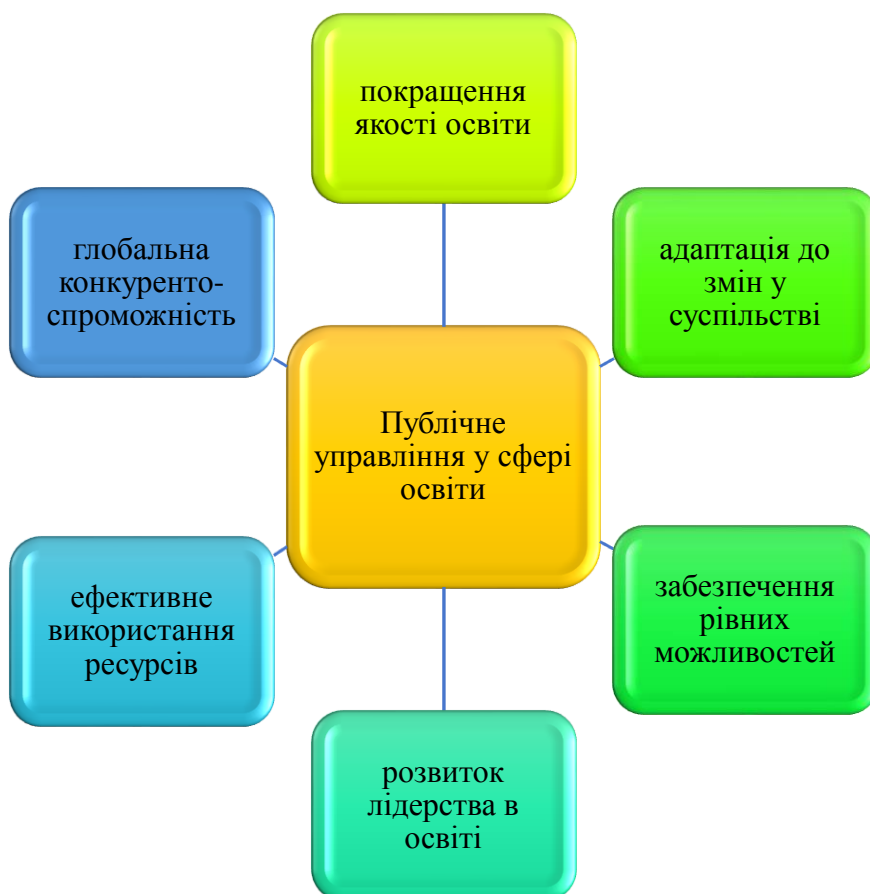 покращення
якості освіти
глобальна
конкуренто-
спроможність
адаптація до
змін у
суспільстві
Публічне
управління у сфері
освіти
ефективне
використання
ресурсів
забезпечення
рівних
можливостей
розвиток
лідерства в
освіті